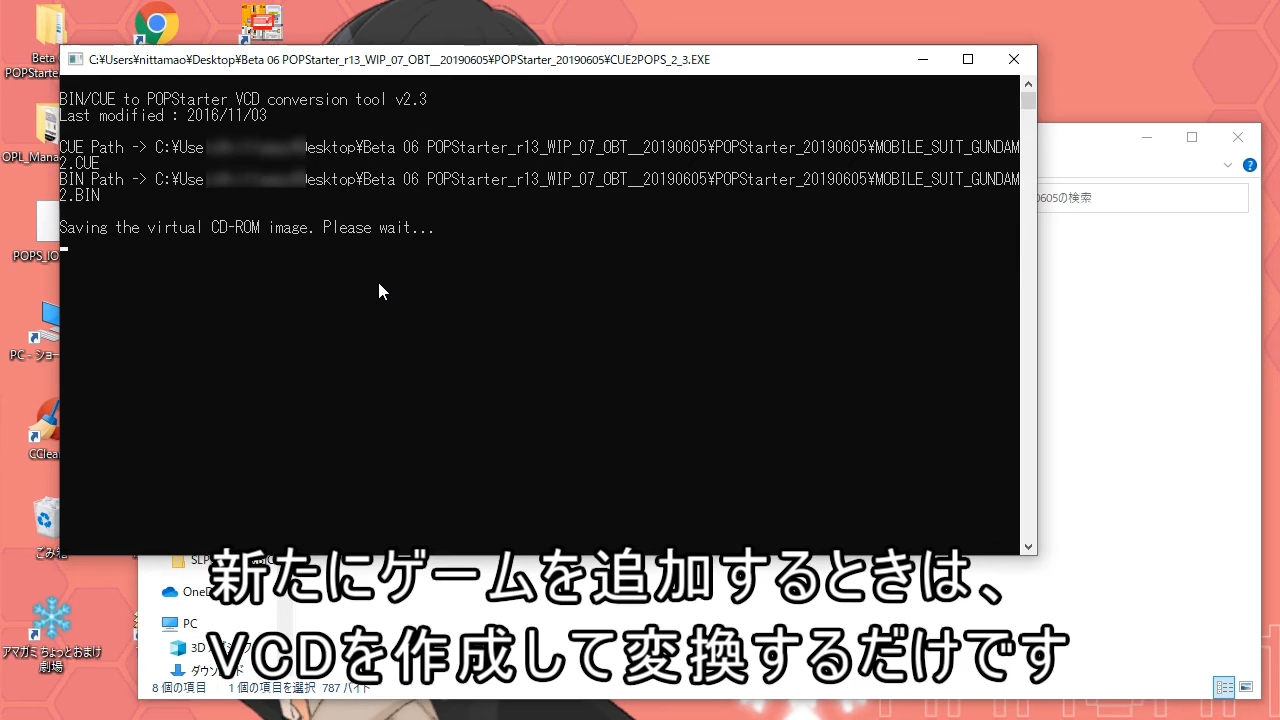 Beta
POPStarte
C:¥Users¥nittamao¥Desktop¥Beta 06 POPStarter_r13_WIP_07_OBT__20190605¥POPStarter_20190605¥CUE2POPS_2_3.EXE
BIN/CUE to POPStarter VCD conversion tool v2.3
Last modified : 2016/11/03
CUE Path -> C:¥Use esktop¥Beta 06 POPStarter_r13_WIP_07_OBT__20190605¥POPStarter_20190605¥MOBILE_SUIT_GUNDAM
2.CUE
BIN Path -> C:¥Use esktop¥Beta 06 POPStarter_r13_WIP_07_OBT__20190605¥POPStarter_20190605¥MOBILE_SUIT_GUNDAM
2.BIN
Saving the virtual CD-ROM image. Please wait...
OPL_Mana
0605の検索
POPS_IO
PC - ショー
CClea
ごみ箱
アマガミちょっとおまけ
劇場
OneD
PC
3D
ダウンロード
8 個の項目 1 個の項目を選択 787 バイト
新たにゲームを追加するときは、
VCDを作成して変換するだけです